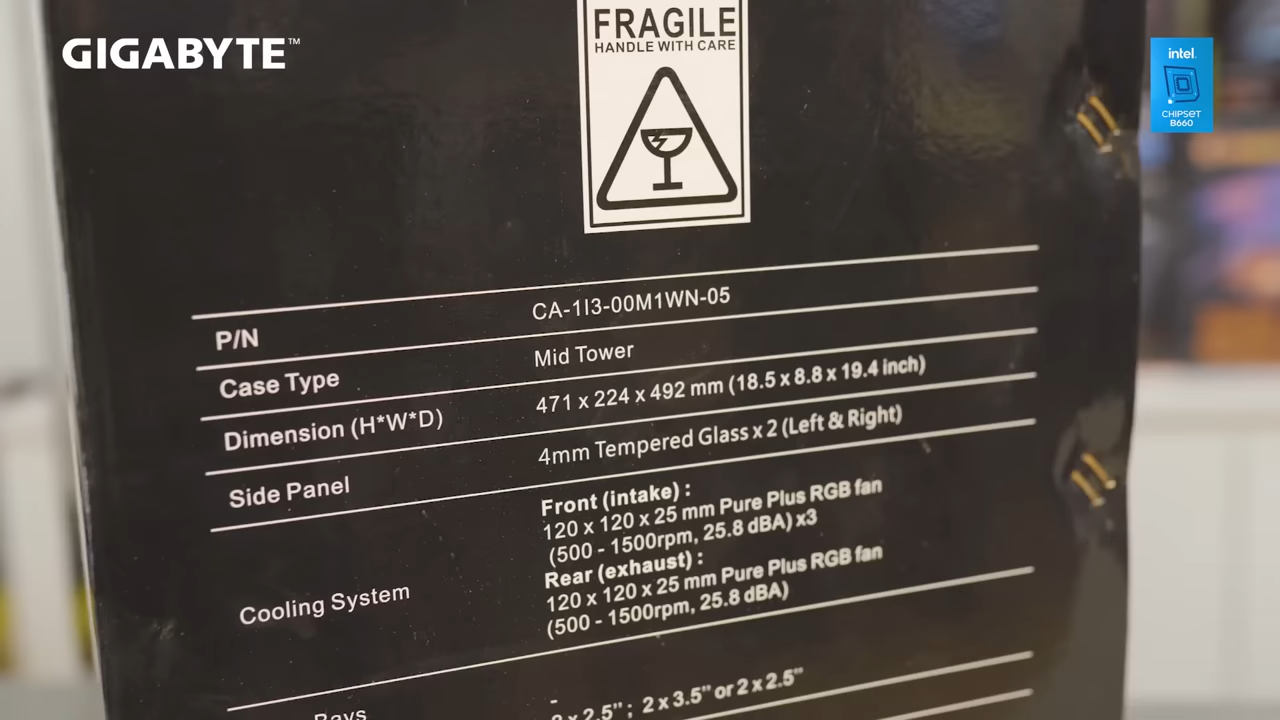 GIGABYTE™
intel.
CHIPSET
B660
FRAGILE
HANDLE WITH CARE
P/N CA-1I3-00M1WN-05
Case Type Mid Tower
Dimension (H*W*D) 471 x 224 x 492 mm (18.5 x 8.8 x 19.4 inch)
Side Panel 4mm Tempered Glass x 2 (Left & Right)
Cooling System
Front (intake) :
120 x 120 x 25 mm Pure Plus RGB fan
(500 - 1500rpm, 25.8 dBA) x3
Rear (exhaust) :
120 x 120 x 25 mm Pure Plus RGB fan
(500 - 1500rpm, 25.8 dBA)
Bays -
x 2.5” ; 2 x 3.5” or 2 x 2.5”